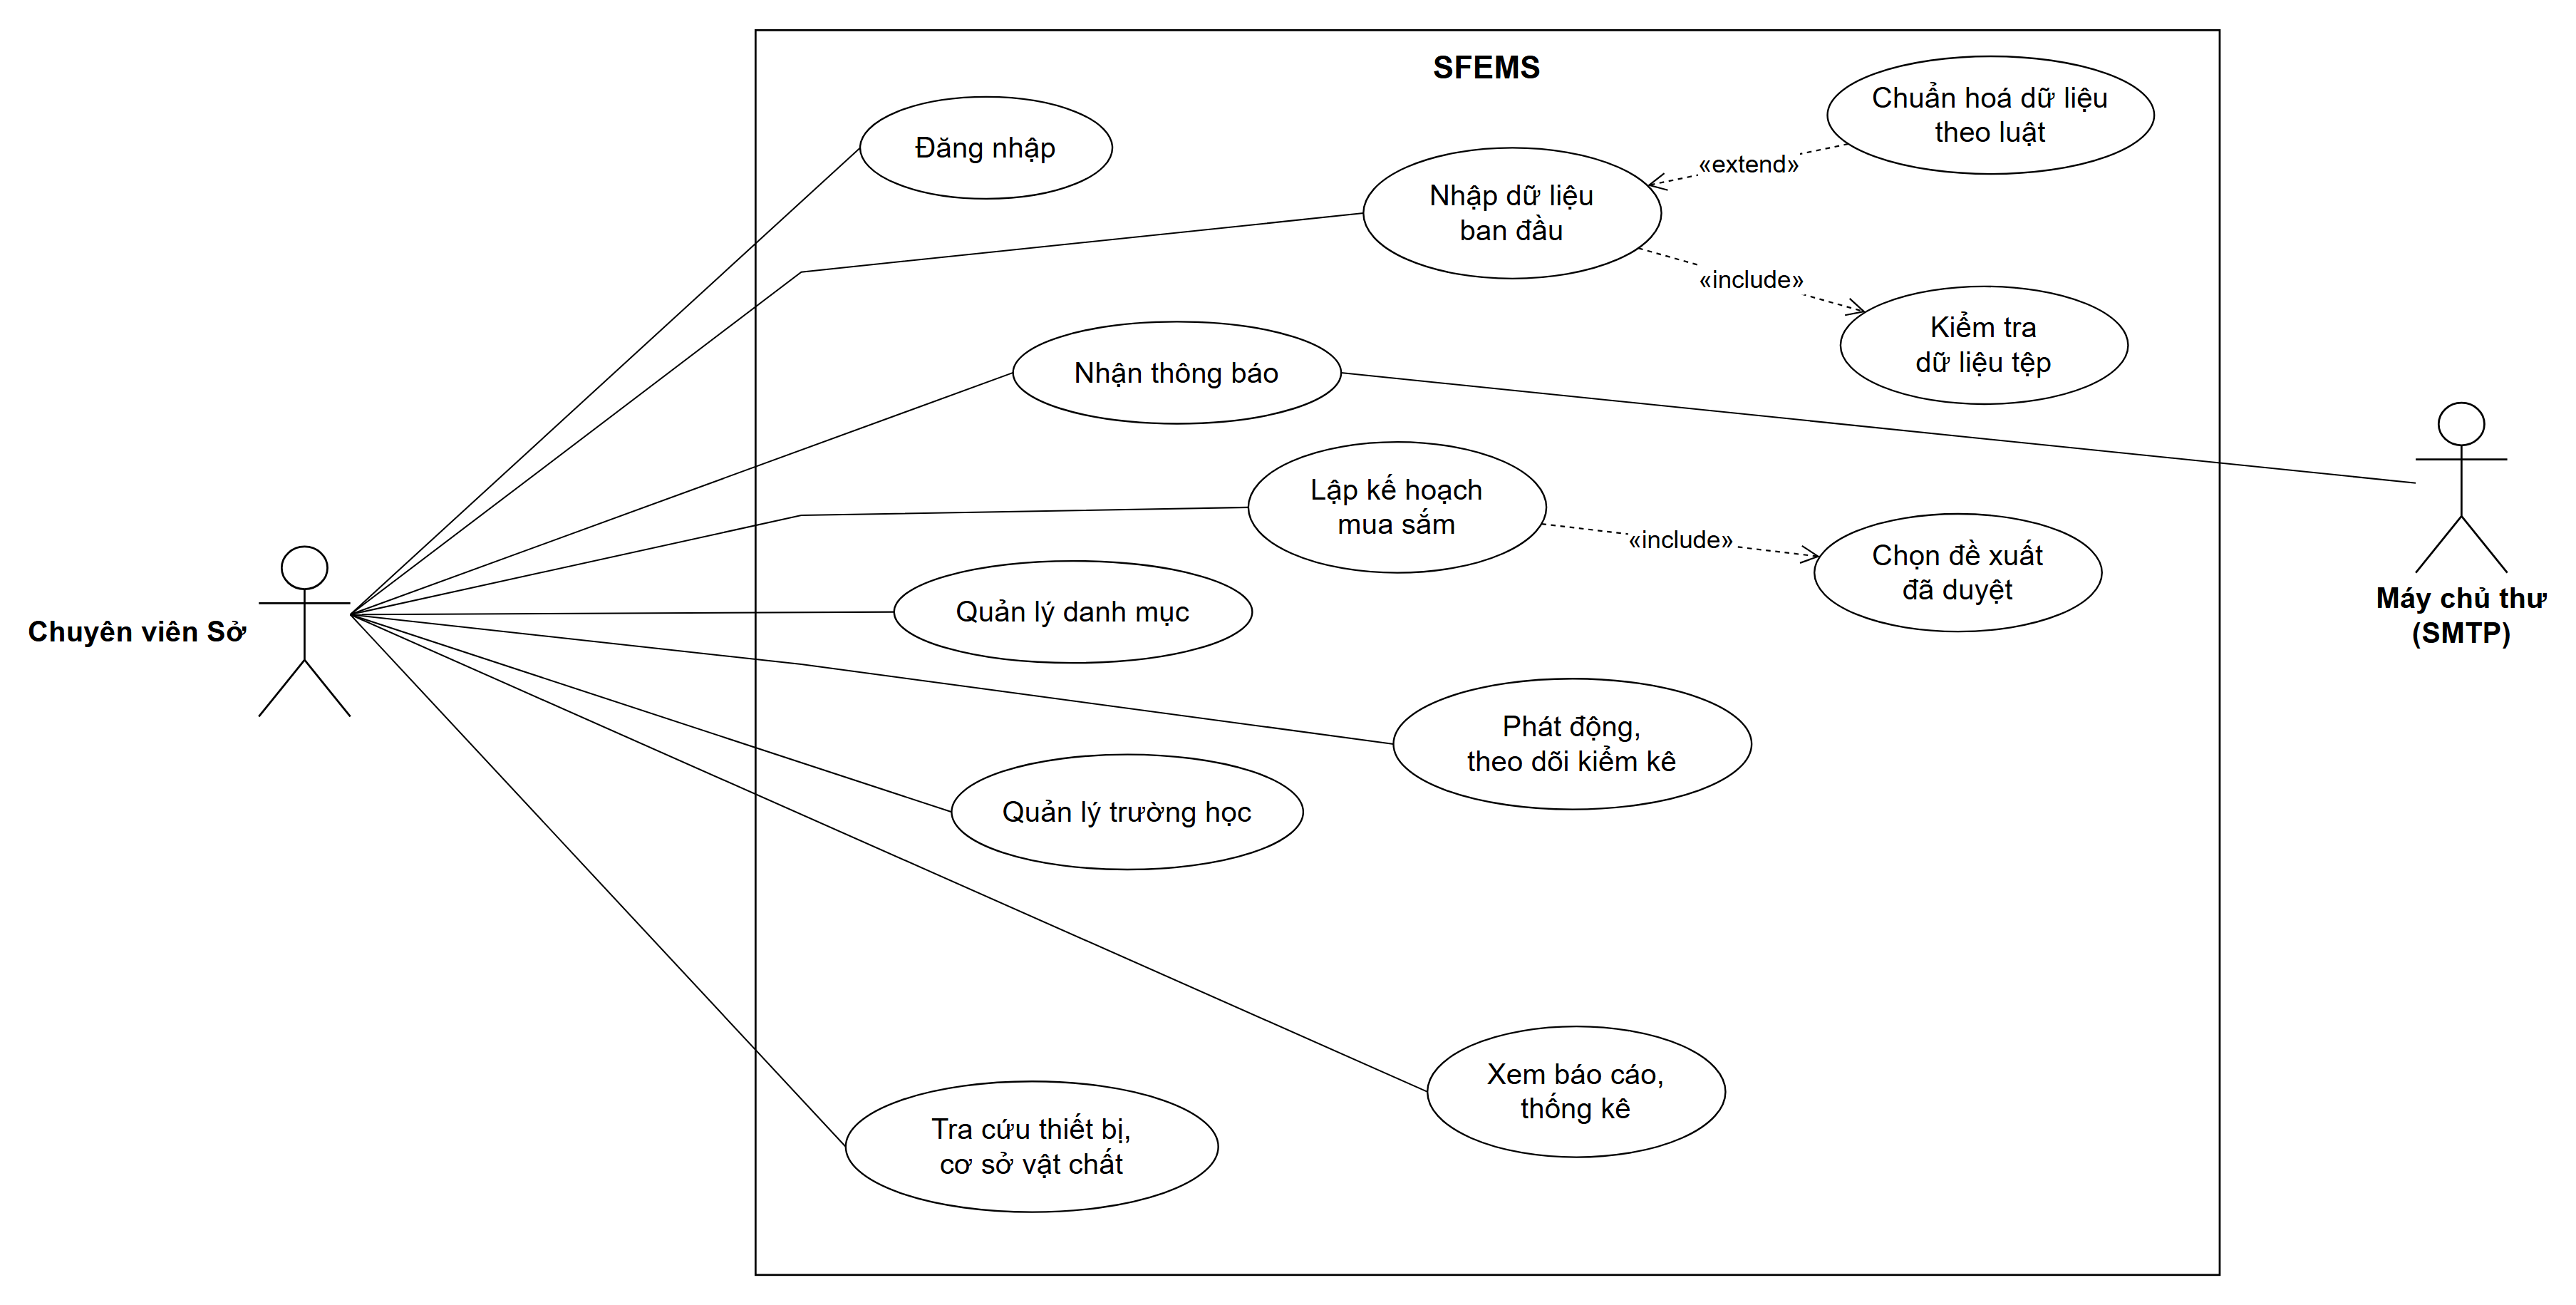 SFEMS
Chuẩn hoá dữ liệu
theo luật
Đăng nhập
«extend»
Nhập dữ liệu
ban đầu
«include»
Kiểm tra
dữ liệu tệp
Nhận thông báo
Lập kế hoạch
mua sắm
«include»
Chọn đề xuất
đã duyệt
Máy chủ thư
(SMTP)
Quản lý danh mục
Chuyên viên Sở
Phát động,
theo dõi kiểm kê
Quản lý trường học
Xem báo cáo,
thống kê
Tra cứu thiết bị,
cơ sở vật chất